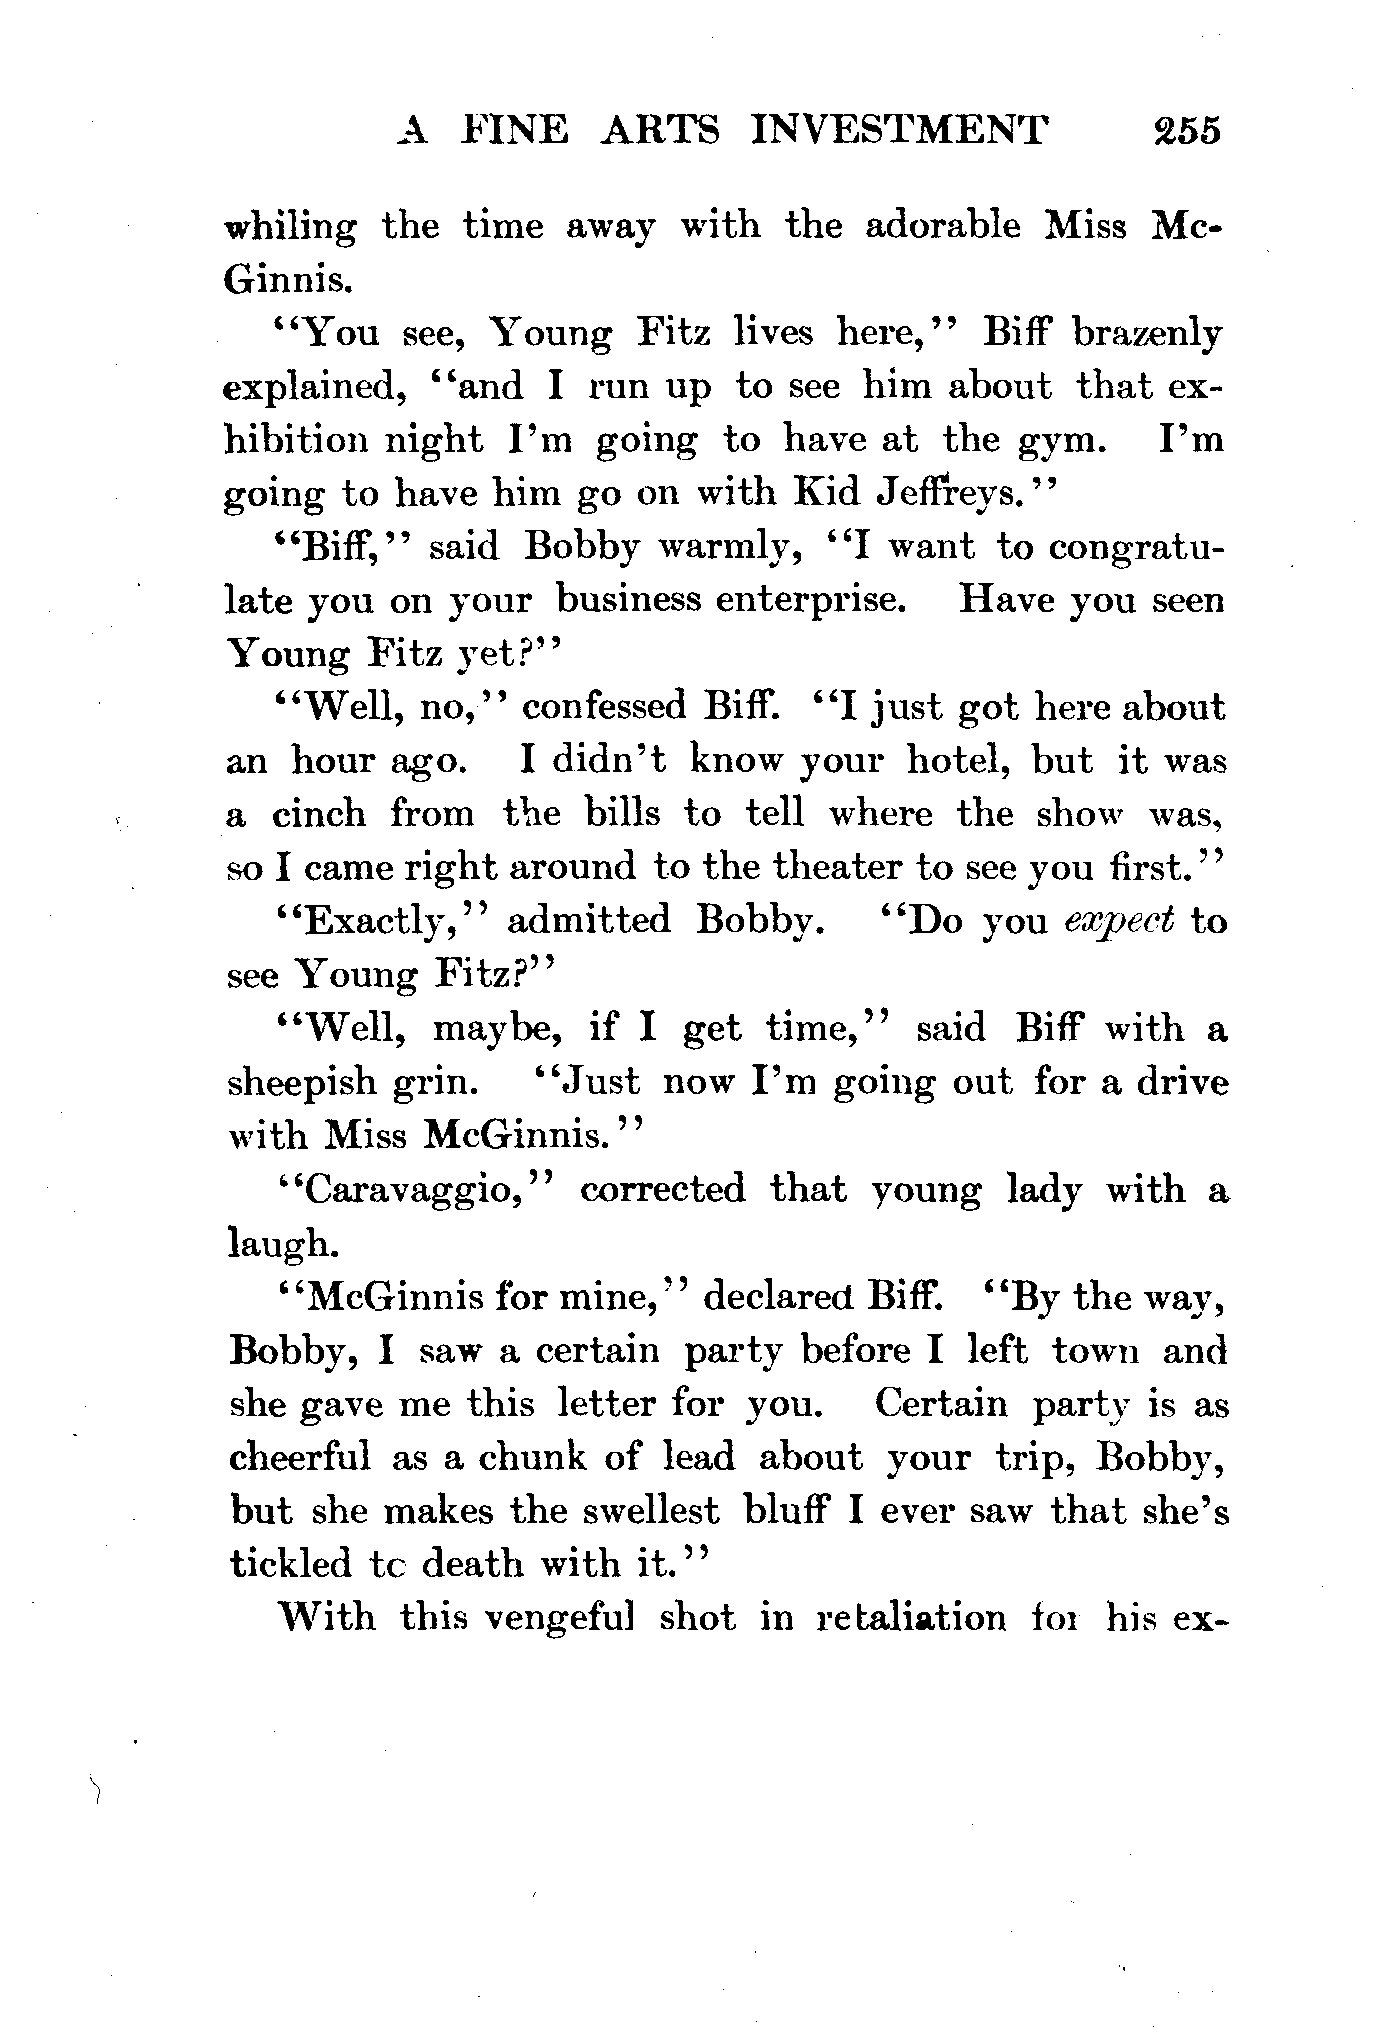 A FINE ARTS INVESTMENT 255
whiling the time away with the adorable Miss Mc-
Ginnis.
"You see, Young Fitz lives here," Biff brazenly
explained, "and I run up to see him about that ex-
hibition night I'm going to have at the gym. I'm
going to have him go on with Kid Jeffreys."
"Biff," said Bobby warmly, "I want to congratu-
late you on your business enterprise. Have you seen
Young Fitz yet?"
"Well, no," confessed Biff. "I just got here about
an hour ago. I didn't know your hotel, but it was
a cinch from the bills to tell where the show was,
so I came right around to the theater to see you first."
"Exactly," admitted Bobby. "Do you expect to
see Young Fitz?"
"Well, maybe, if I get time," said Biff with a
sheepish grin. "Just now I'm going out for a drive
with Miss McGinnis."
"Caravaggio," corrected that young lady with a
laugh.
"McGinnis for mine," declared Biff. "By the way,
Bobby, I saw a certain party before I left town and
she gave me this letter for you. Certain party is as
cheerful as a chunk of lead about your trip, Bobby,
but she makes the swellest bluff I ever saw that she's
tickled to death with it."
With this vengeful shot in retaliation for his ex-